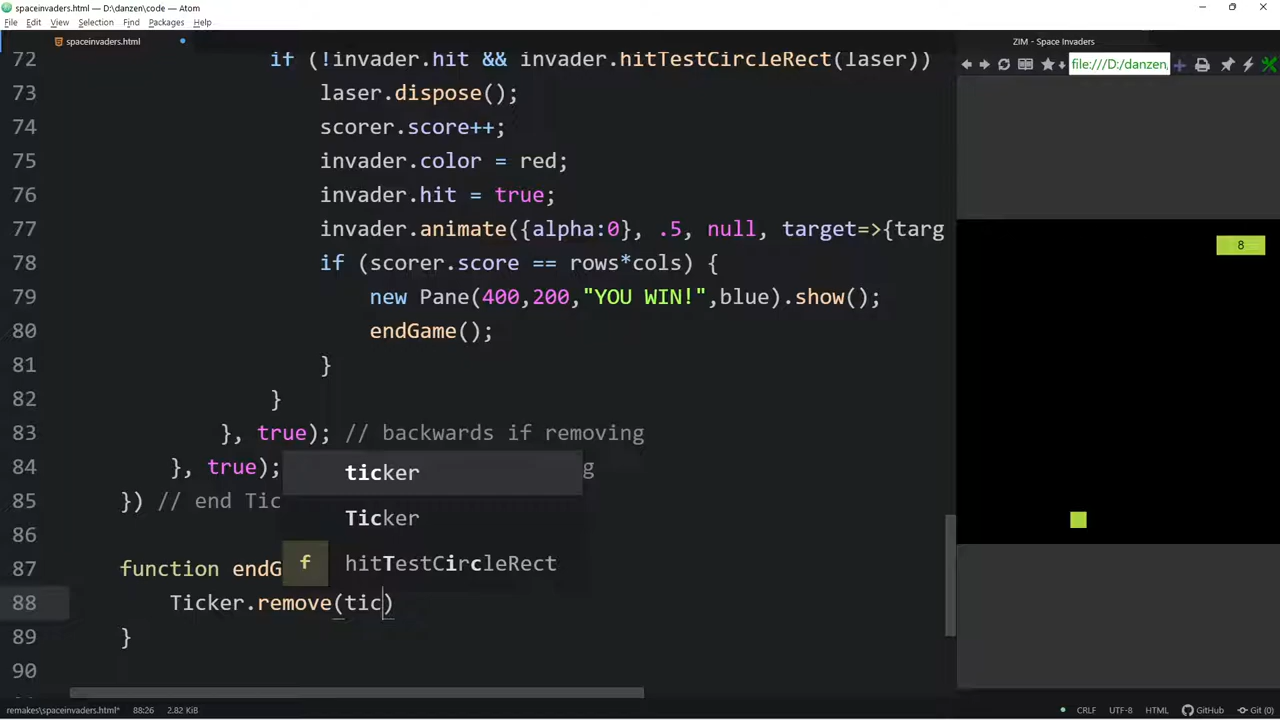 spaceinvaders.html — D:\danzen\code — Atom
File Edit View Selection Find Packages Help
spaceinvaders.html
ZIM - Space Invaders
file:///D:/danzen,
72 if (!invader.hit && invader.hitTestCircleRect(laser))
73 laser.dispose();
74 scorer.score++;
75 invader.color = red;
76 invader.hit = true;
77 invader.animate({alpha:0}, .5, null, target=>{targ
78 if (scorer.score == rows*cols) {
79 new Pane(400,200,"YOU WIN!",blue).show();
80 endGame();
81 }
82 }
83 }, true); // backwards if removing
84 }, true); g
85 }) // end Tic
86
87 function endG
88 Ticker.remove(tic)
89 }
90
ticker
Ticker
f hitTestCircleRect
8
remakes\spaceinvaders.html* 88:26 2.82 KiB
CRLF UTF-8 HTML GitHub Git (0)